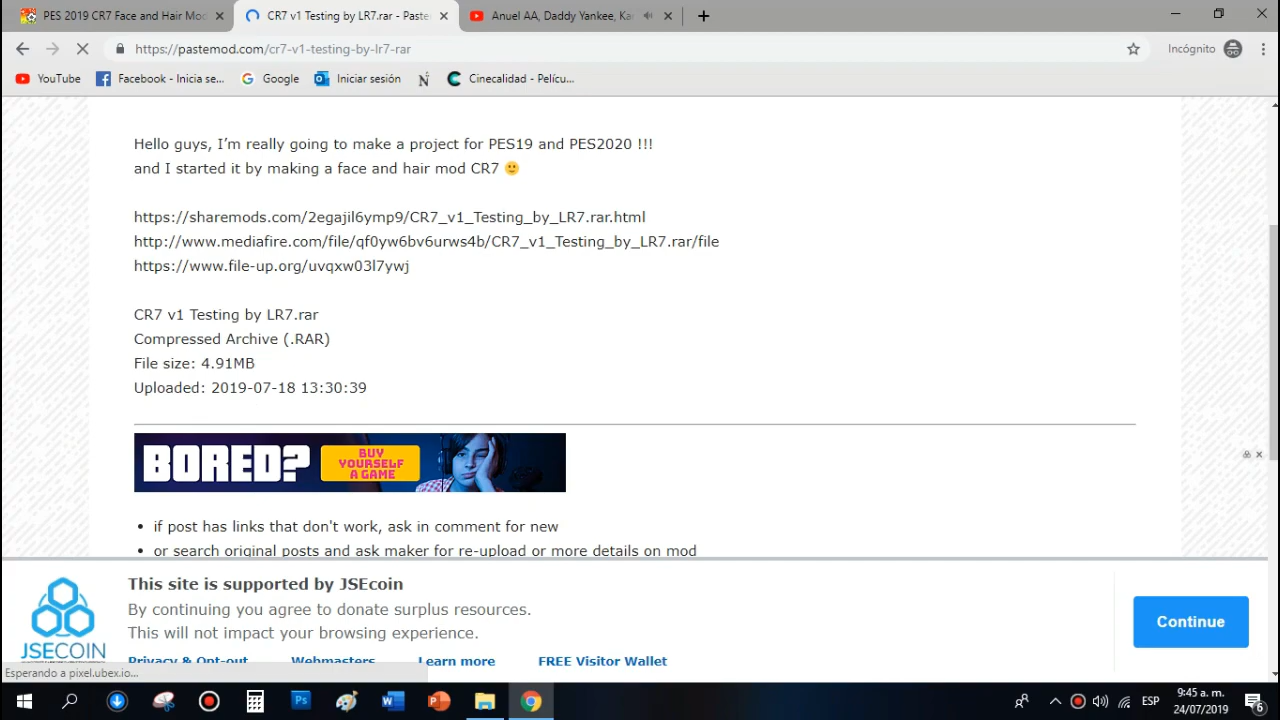 PES 2019 CR7 Face and Hair Mod
CR7 v1 Testing by LR7.rar - Paste
Anuel AA, Daddy Yankee, Kar
https://pastemod.com/cr7-v1-testing-by-lr7-rar
Incógnito
YouTube
Facebook - Inicia se...
Google
Iniciar sesión
Cinecalidad - Pelícu...
Hello guys, I'm really going to make a project for PES19 and PES2020 !!!
and I started it by making a face and hair mod CR7 🙂
https://sharemods.com/2egajil6ymp9/CR7_v1_Testing_by_LR7.rar.html
http://www.mediafire.com/file/qf0yw6bv6urws4b/CR7_v1_Testing_by_LR7.rar/file
https://www.file-up.org/uvqxw03l7ywj
CR7 v1 Testing by LR7.rar
Compressed Archive (.RAR)
File size: 4.91MB
Uploaded: 2019-07-18 13:30:39
BORED?
BUY
YOURSELF
A GAME
• if post has links that don't work, ask in comment for new
• or search original posts and ask maker for re-upload or more details on mod
This site is supported by JSEcoin
By continuing you agree to donate surplus resources.
This will not impact your browsing experience.
Continue
JSECOIN
Privacy & Opt-out
Webmasters
Learn more
FREE Visitor Wallet
Esperando a pixel.ubex.io...
Ps
ESP
9:45 a. m.
24/07/2019
6